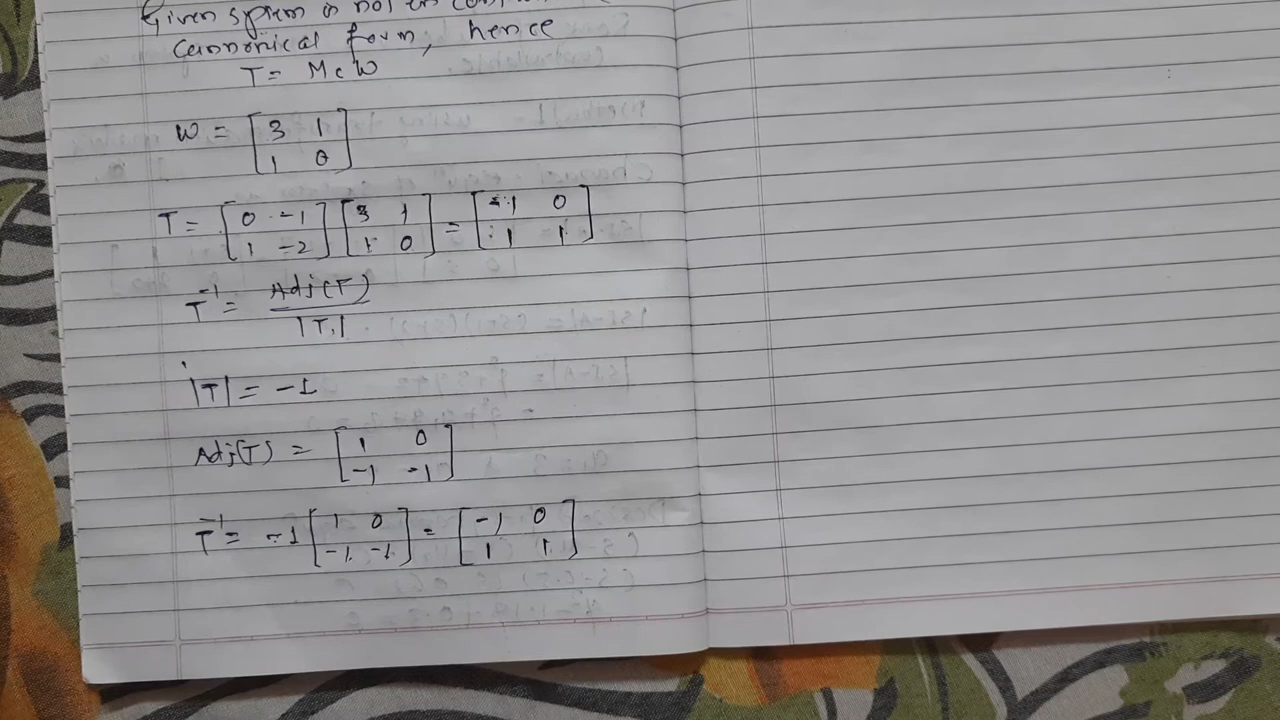 Given system is not in
canonical form, hence
T = Mc W
W = [3 1
1 0]
T = [0 -1
1 -2] [3 1
1 0] = [-1 0
1 1]
T⁻¹ = Adj(T) / |T|
|T| = -1
Adj(T) = [1 0
-1 -1]
T⁻¹ = -1 [1 0
-1 -1] = [-1 0
1 1]